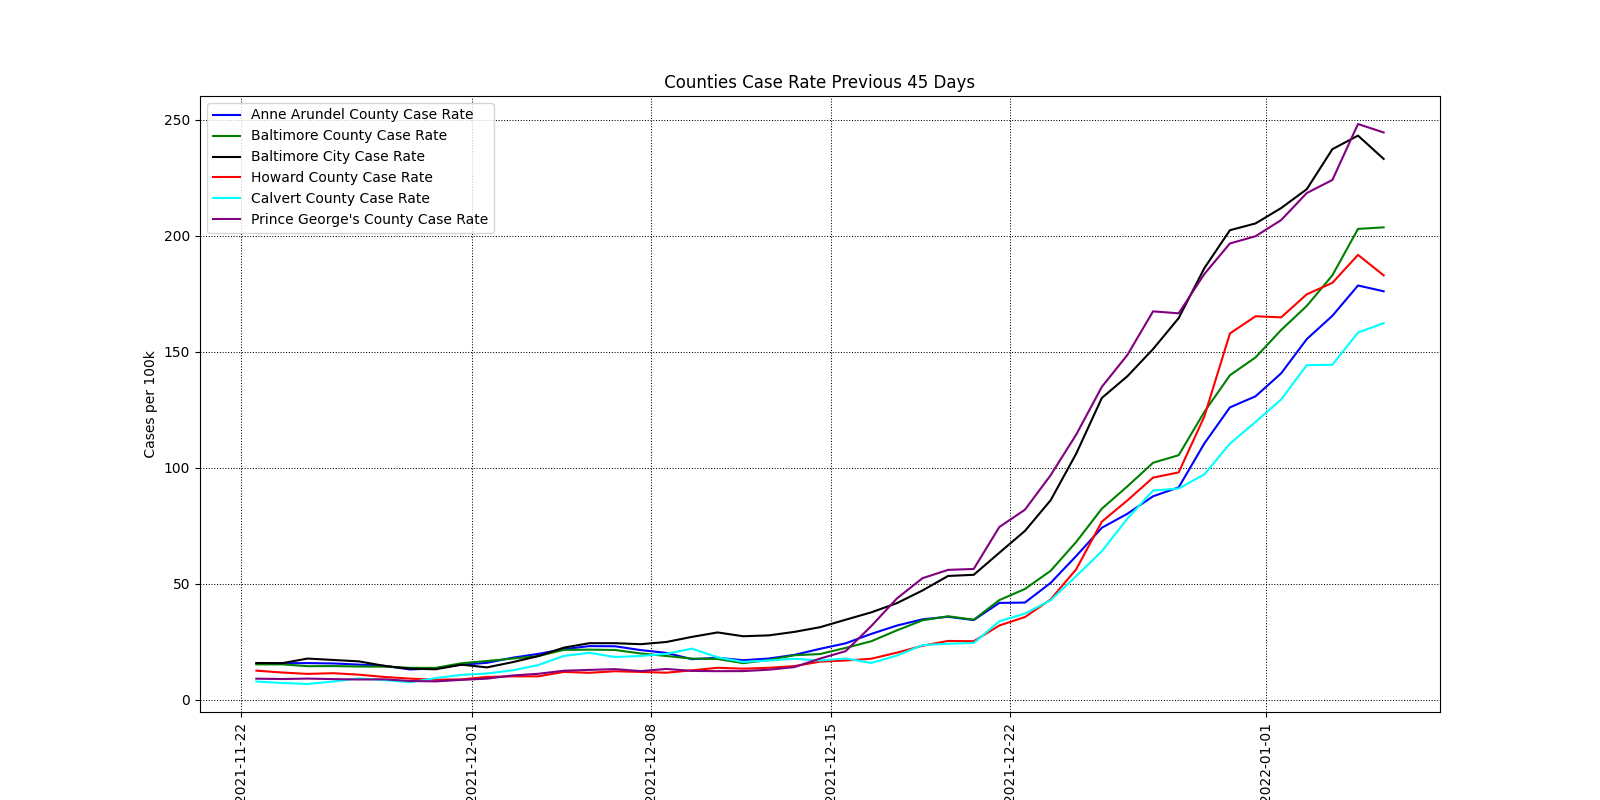 Counties Case Rate Previous 45 Days
Anne Arundel County Case Rate
Baltimore County Case Rate
Baltimore City Case Rate
Howard County Case Rate
Calvert County Case Rate
Prince George's County Case Rate
Cases per 100k
250
200
150
100
50
0
2021-11-22
2021-12-01
2021-12-08
2021-12-15
2021-12-22
2022-01-01